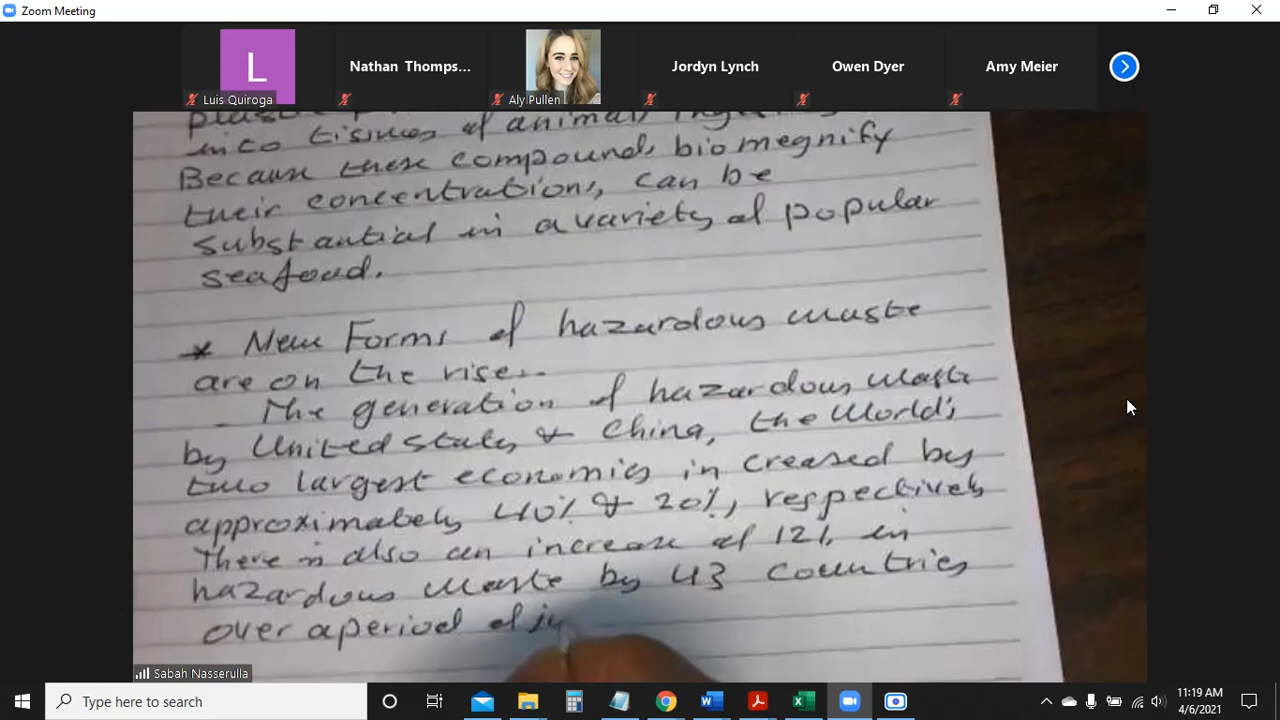 Zoom Meeting
L
Luis Quiroga
Nathan Thomps...
Aly Pullen
Jordyn Lynch
Owen Dyer
Amy Meier
into tissues of animals
Because these compounds biomegnify
their concentrations, can be
substantial in a variety of popular
seafood.
* New Forms of hazardous waste
are on the rise..
- The generation of hazardous waste
by United states & China, the World's
two largest economies increased by
approximately 40% & 20%, respectively
There is also an increase of 12% in
hazardous waste by 43 countries
over a period of
Sabah Nasserulla
Type here to search
11:19 AM
4/6/2021